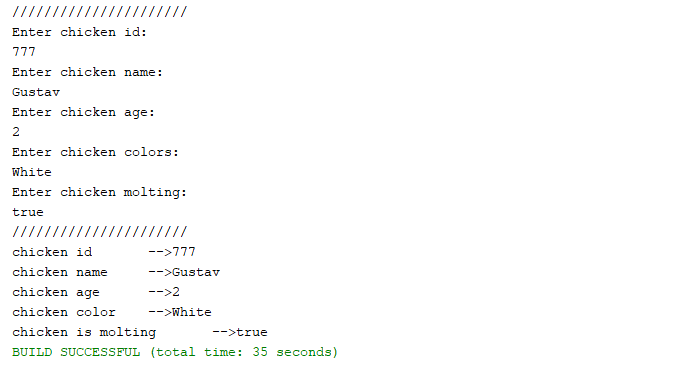 //////////////////////
Enter chicken id:
777
Enter chicken name:
Gustav
Enter chicken age:
2
Enter chicken colors:
White
Enter chicken molting:
true
//////////////////////
chicken id       -->777
chicken name     -->Gustav
chicken age      -->2
chicken color    -->White
chicken is molting       -->true
BUILD SUCCESSFUL (total time: 35 seconds)